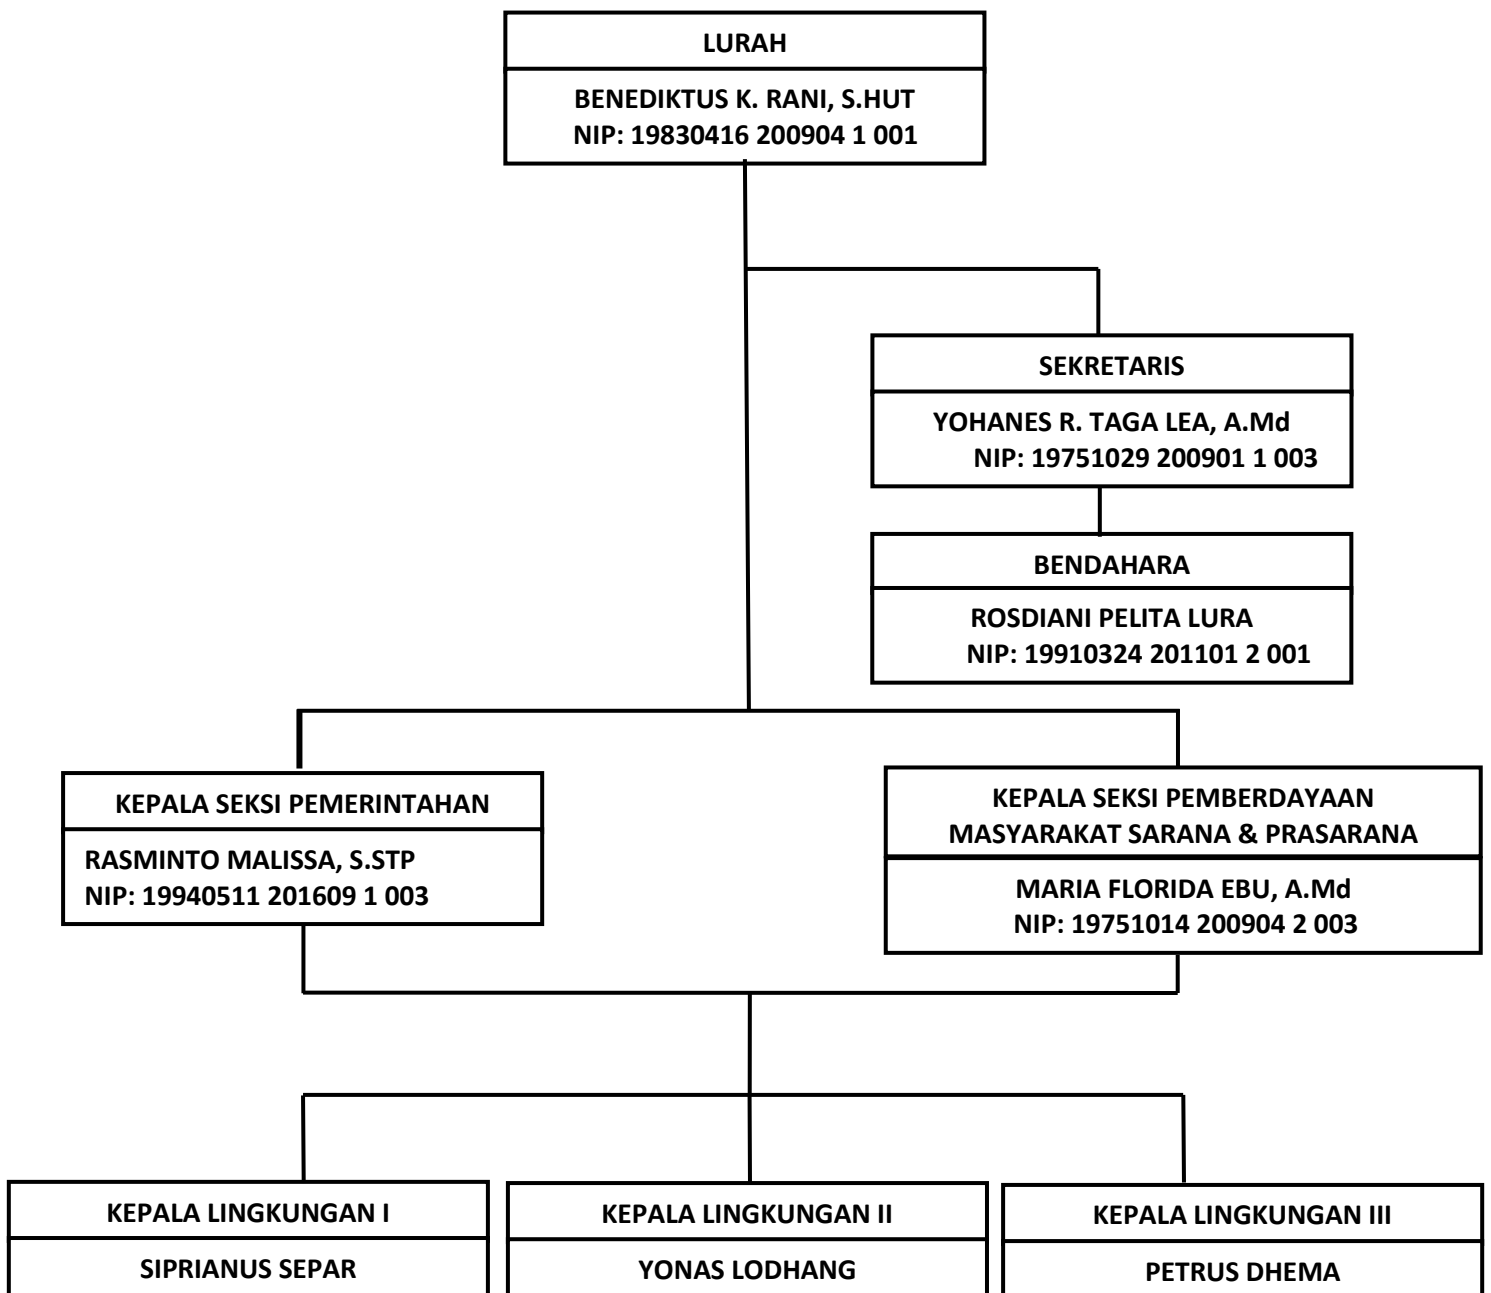 LURAH
BENEDIKTUS K. RANI, S.HUT
NIP: 19830416 200904 1 001
SEKRETARIS
YOHANES R. TAGA LEA, A.Md
NIP: 19751029 200901 1 003
BENDAHARA
ROSDIANI PELITA LURA
NIP: 19910324 201101 2 001
KEPALA SEKSI PEMERINTAHAN
RASMINTO MALISSA, S.STP
NIP: 19940511 201609 1 003
KEPALA SEKSI PEMBERDAYAAN
MASYARAKAT SARANA & PRASARANA
MARIA FLORIDA EBU, A.Md
NIP: 19751014 200904 2 003
KEPALA LINGKUNGAN I
SIPRIANUS SEPAR
KEPALA LINGKUNGAN II
YONAS LODHANG
KEPALA LINGKUNGAN III
PETRUS DHEMA